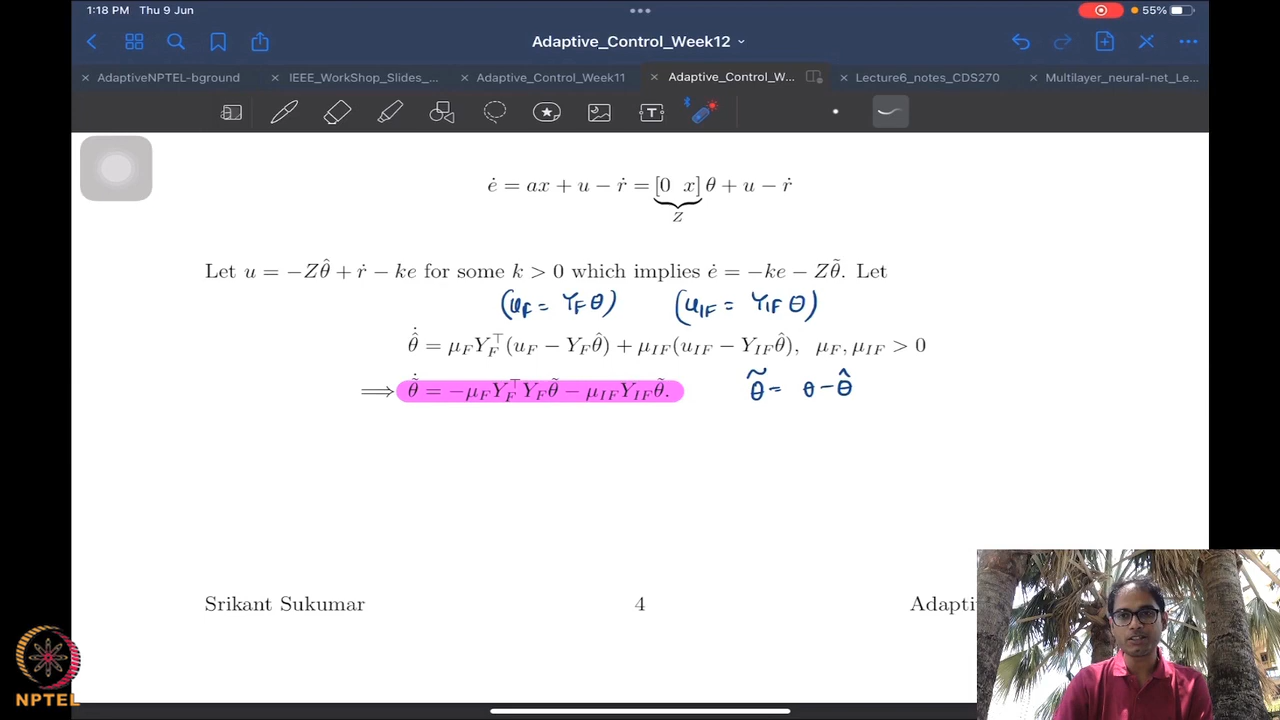 1:18 PM Thu 9 Jun
55%
Adaptive_Control_Week12
AdaptiveNPTEL-bground
IEEE_WorkShop_Slides_...
Adaptive_Control_Week11
Adaptive_Control_W...
Lecture6_notes_CDS270
Multilayer_neural-net_Le...
ė = ax + u − ṙ = [0 x] θ + u − ṙ
Z
Let u = −Zθ̂ + ṙ − ke for some k > 0 which implies ė = −ke − Zθ̃. Let
(u_F = Y_F θ) (u_IF = Y_IF θ)
θ̂̇ = μ_F Y_F^⊤(u_F − Y_F θ̂) + μ_IF(u_IF − Y_IF θ̂), μ_F, μ_IF > 0
⟹ θ̃̇ = −μ_F Y_F^⊤ Y_F θ̃ − μ_IF Y_IF θ̃. θ̃ = θ − θ̂
Srikant Sukumar
4
Adapti
NPTEL